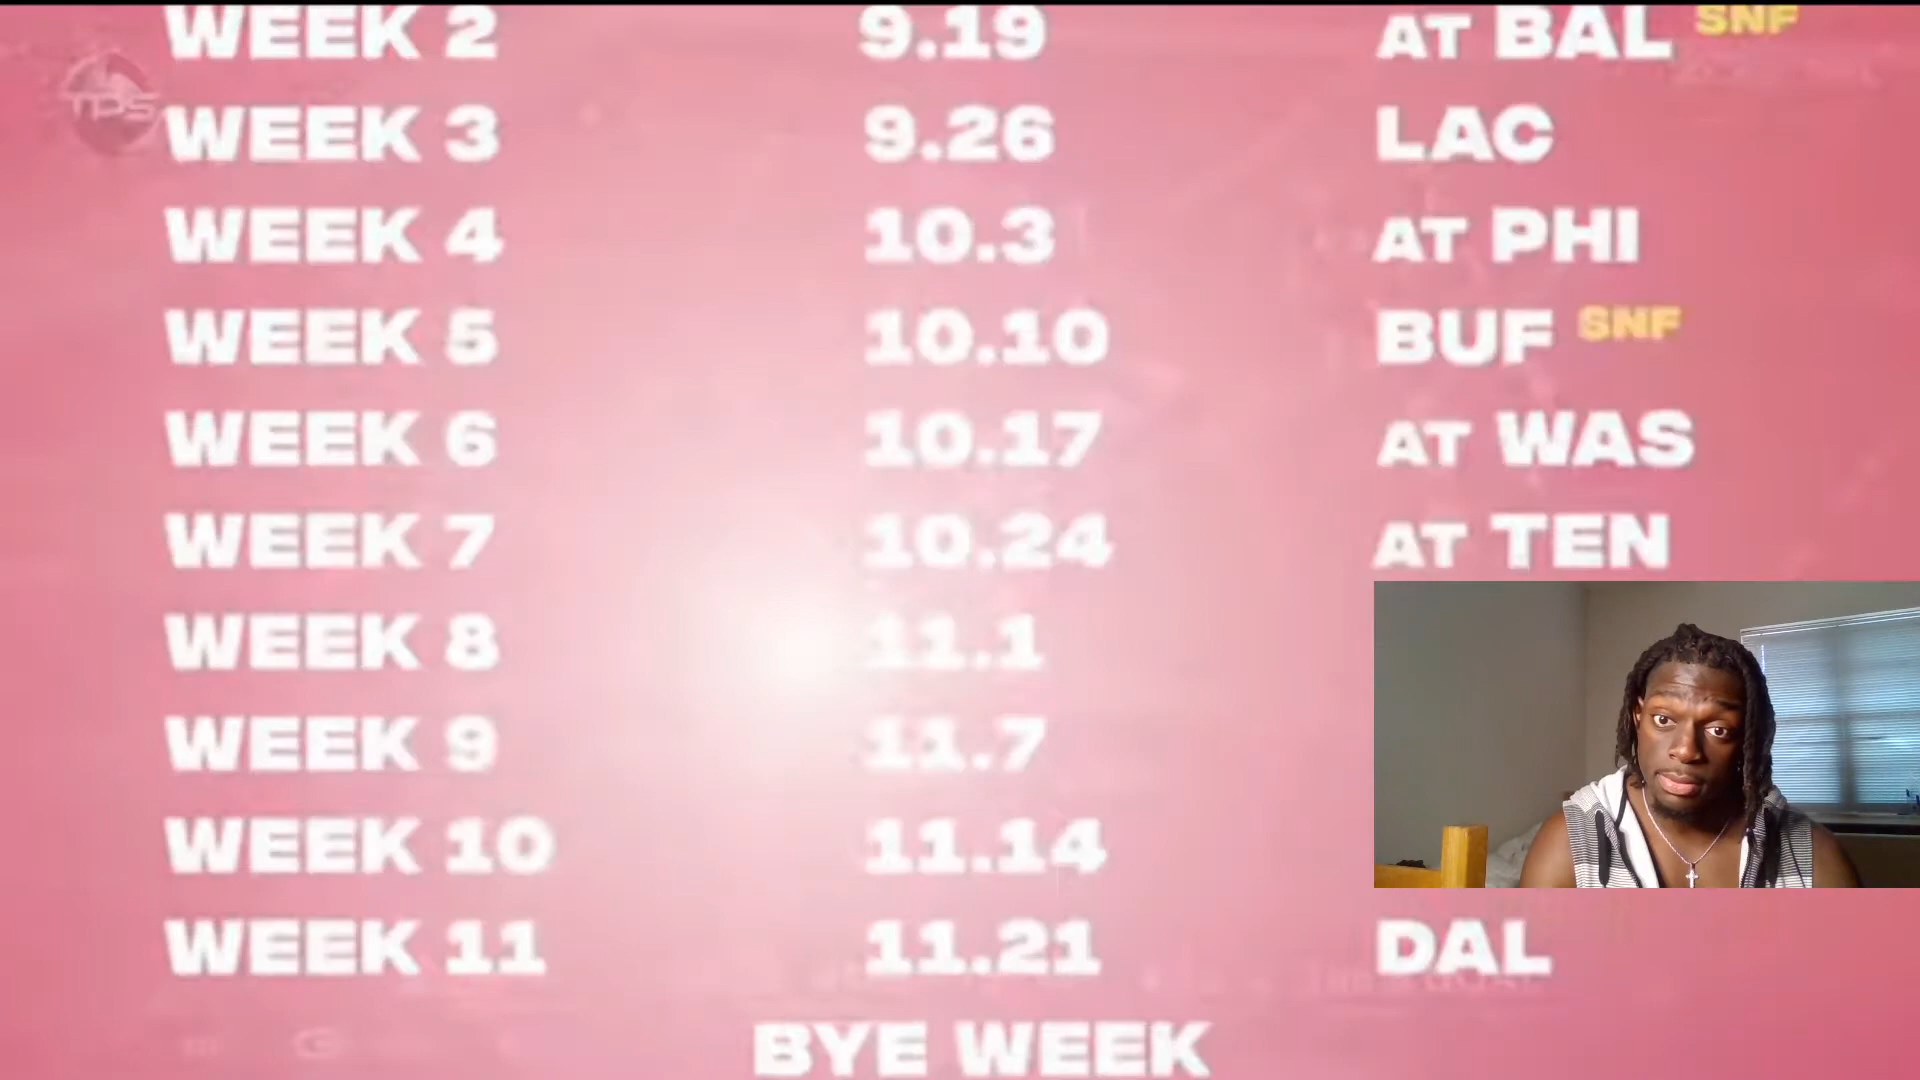 WEEK 2 9.19 AT BAL SNF
TPS
WEEK 3 9.26 LAC
WEEK 4 10.3 AT PHI
WEEK 5 10.10 BUF SNF
WEEK 6 10.17 AT WAS
WEEK 7 10.24 AT TEN
WEEK 8 11.1
WEEK 9 11.7
WEEK 10 11.14
WEEK 11 11.21 DAL
BYE WEEK